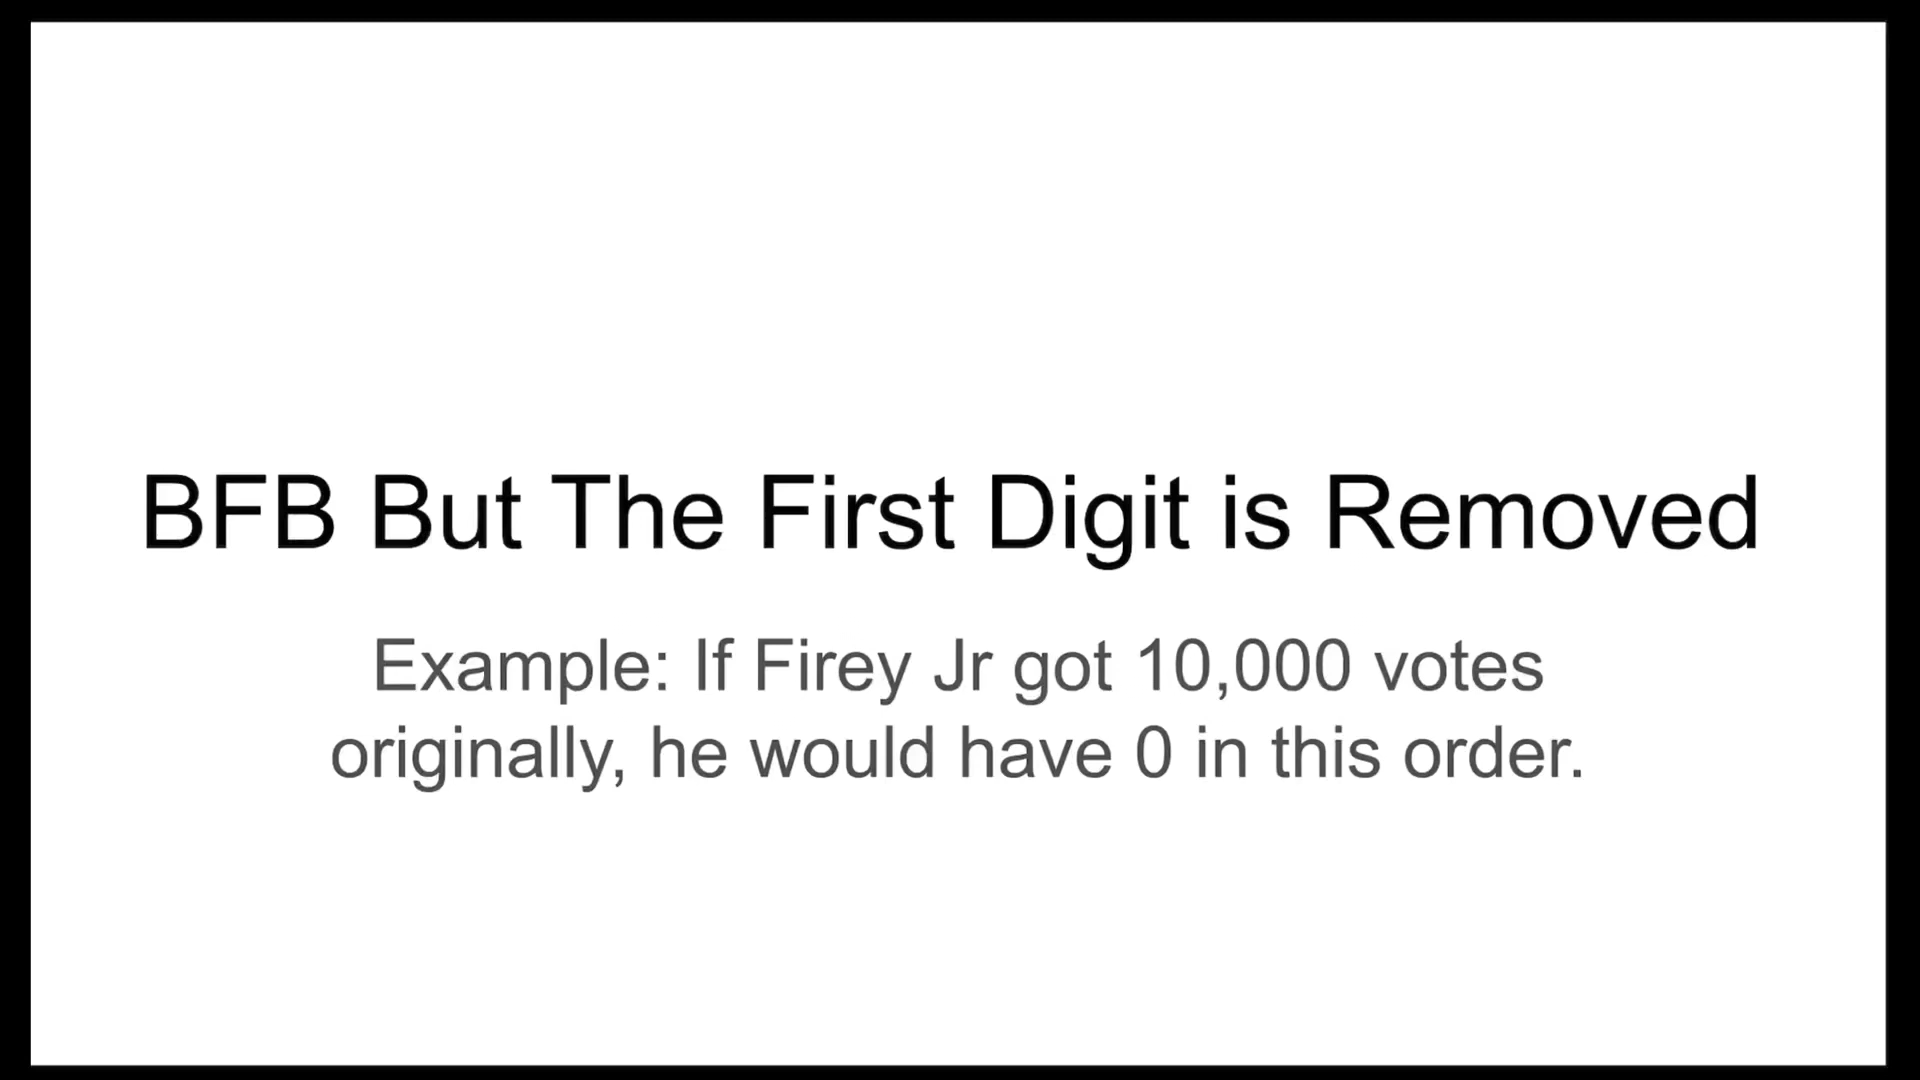 BFB But The First Digit is Removed
Example: If Firey Jr got 10,000 votes
originally, he would have 0 in this order.